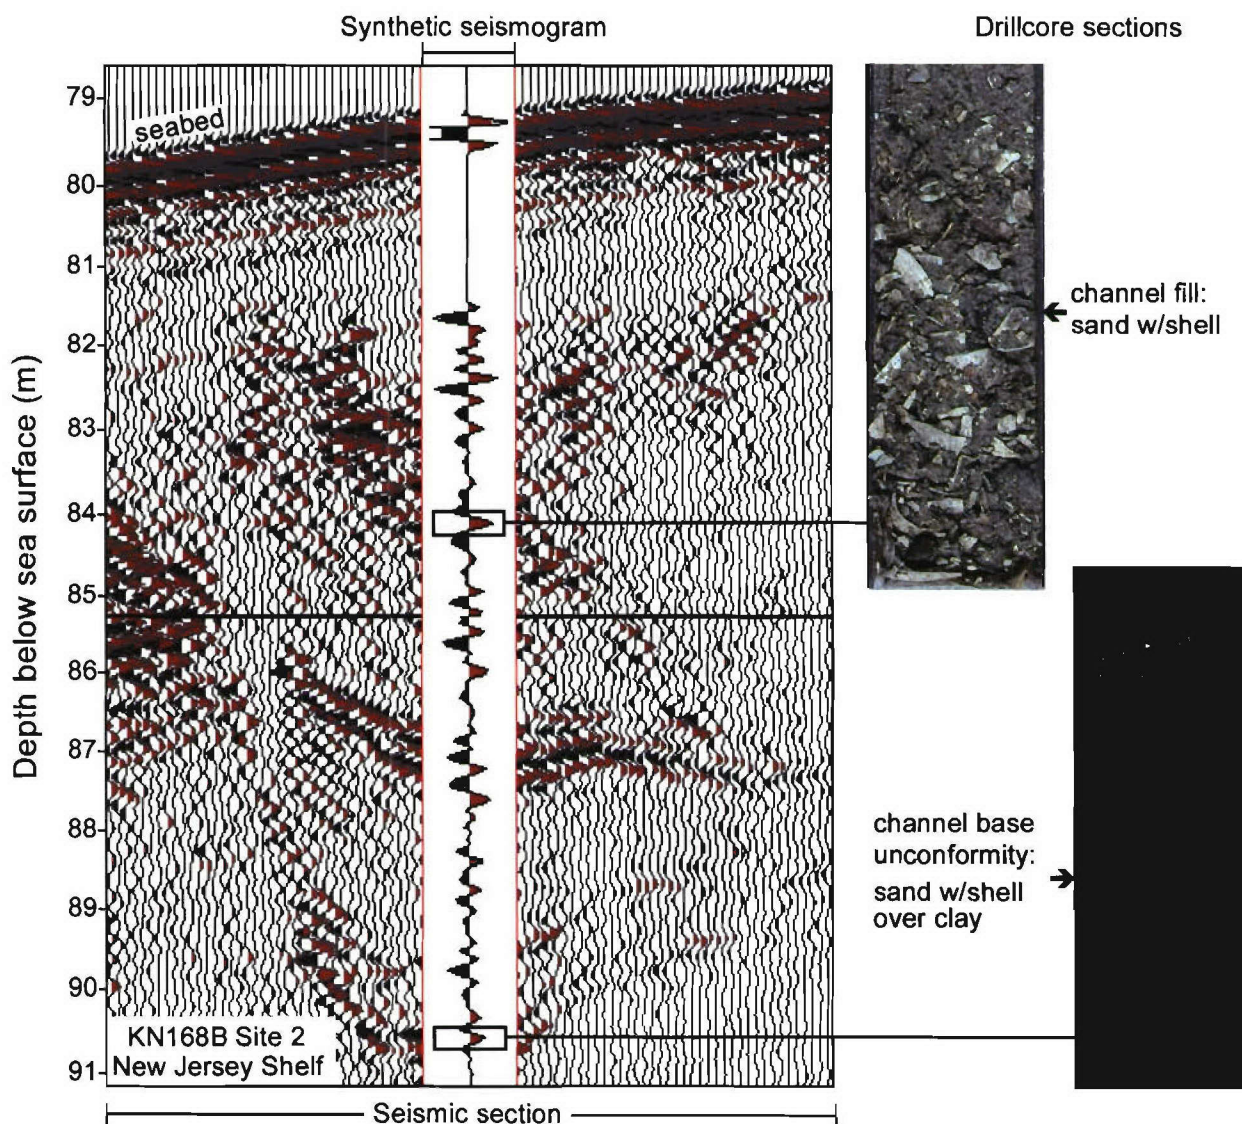 Synthetic seismogram
Drillcore sections
79
seabed
80
81
82
83
84
85
86
87
88
89
90
91
Depth below sea surface (m)
channel fill:
sand w/shell
channel base
unconformity:
sand w/shell
over clay
KN168B Site 2
New Jersey Shelf
Seismic section